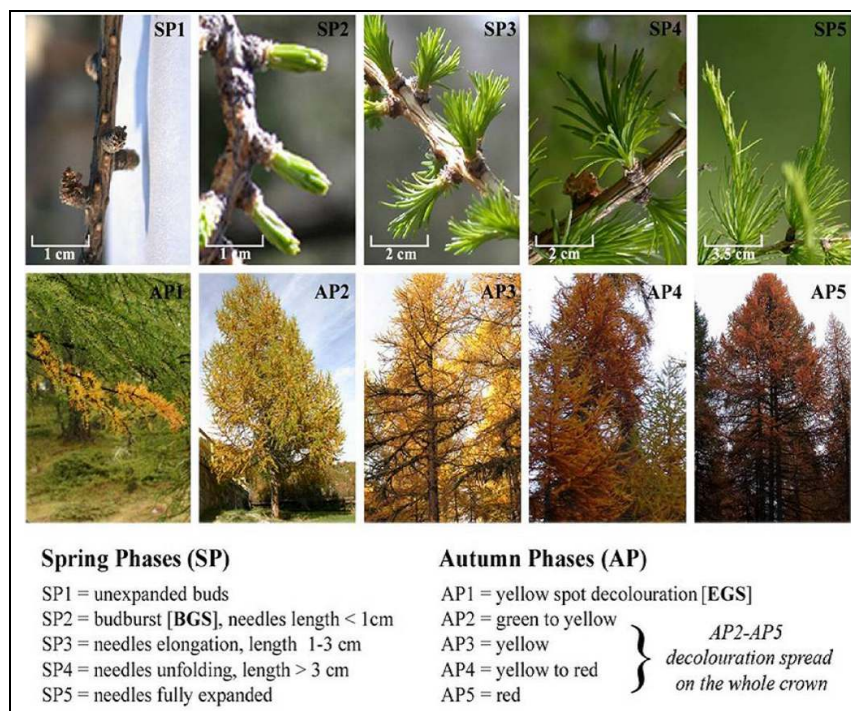 SP1 SP2 SP3 SP4 SP5
1 cm 1 cm 2 cm 2 cm 3.5 cm
AP1 AP2 AP3 AP4 AP5
Spring Phases (SP)
SP1 = unexpanded buds
SP2 = budburst [BGS], needles length < 1cm
SP3 = needles elongation, length 1-3 cm
SP4 = needles unfolding, length > 3 cm
SP5 = needles fully expanded
Autumn Phases (AP)
AP1 = yellow spot decolouration [EGS]
AP2 = green to yellow
AP3 = yellow
AP4 = yellow to red
AP5 = red
AP2-AP5
decolouration spread
on the whole crown